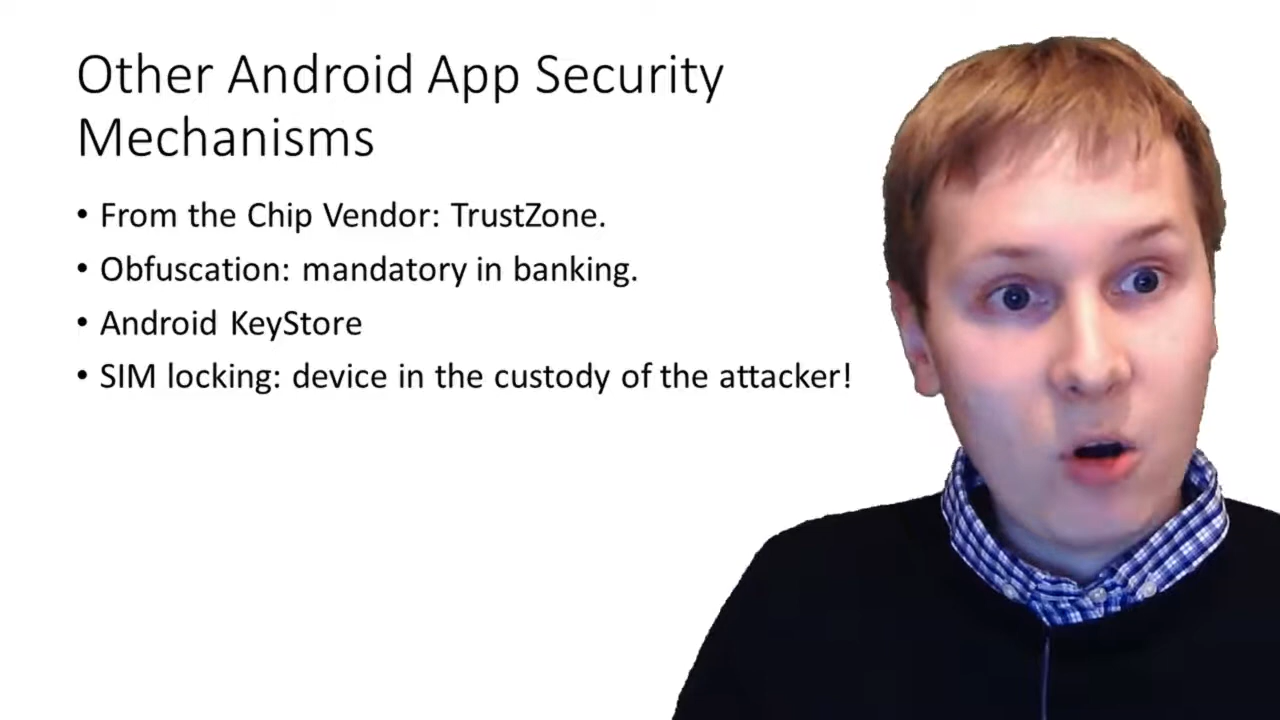 Other Android App Security
Mechanisms
• From the Chip Vendor: TrustZone.
• Obfuscation: mandatory in banking.
• Android KeyStore
• SIM locking: device in the custody of the attacker!